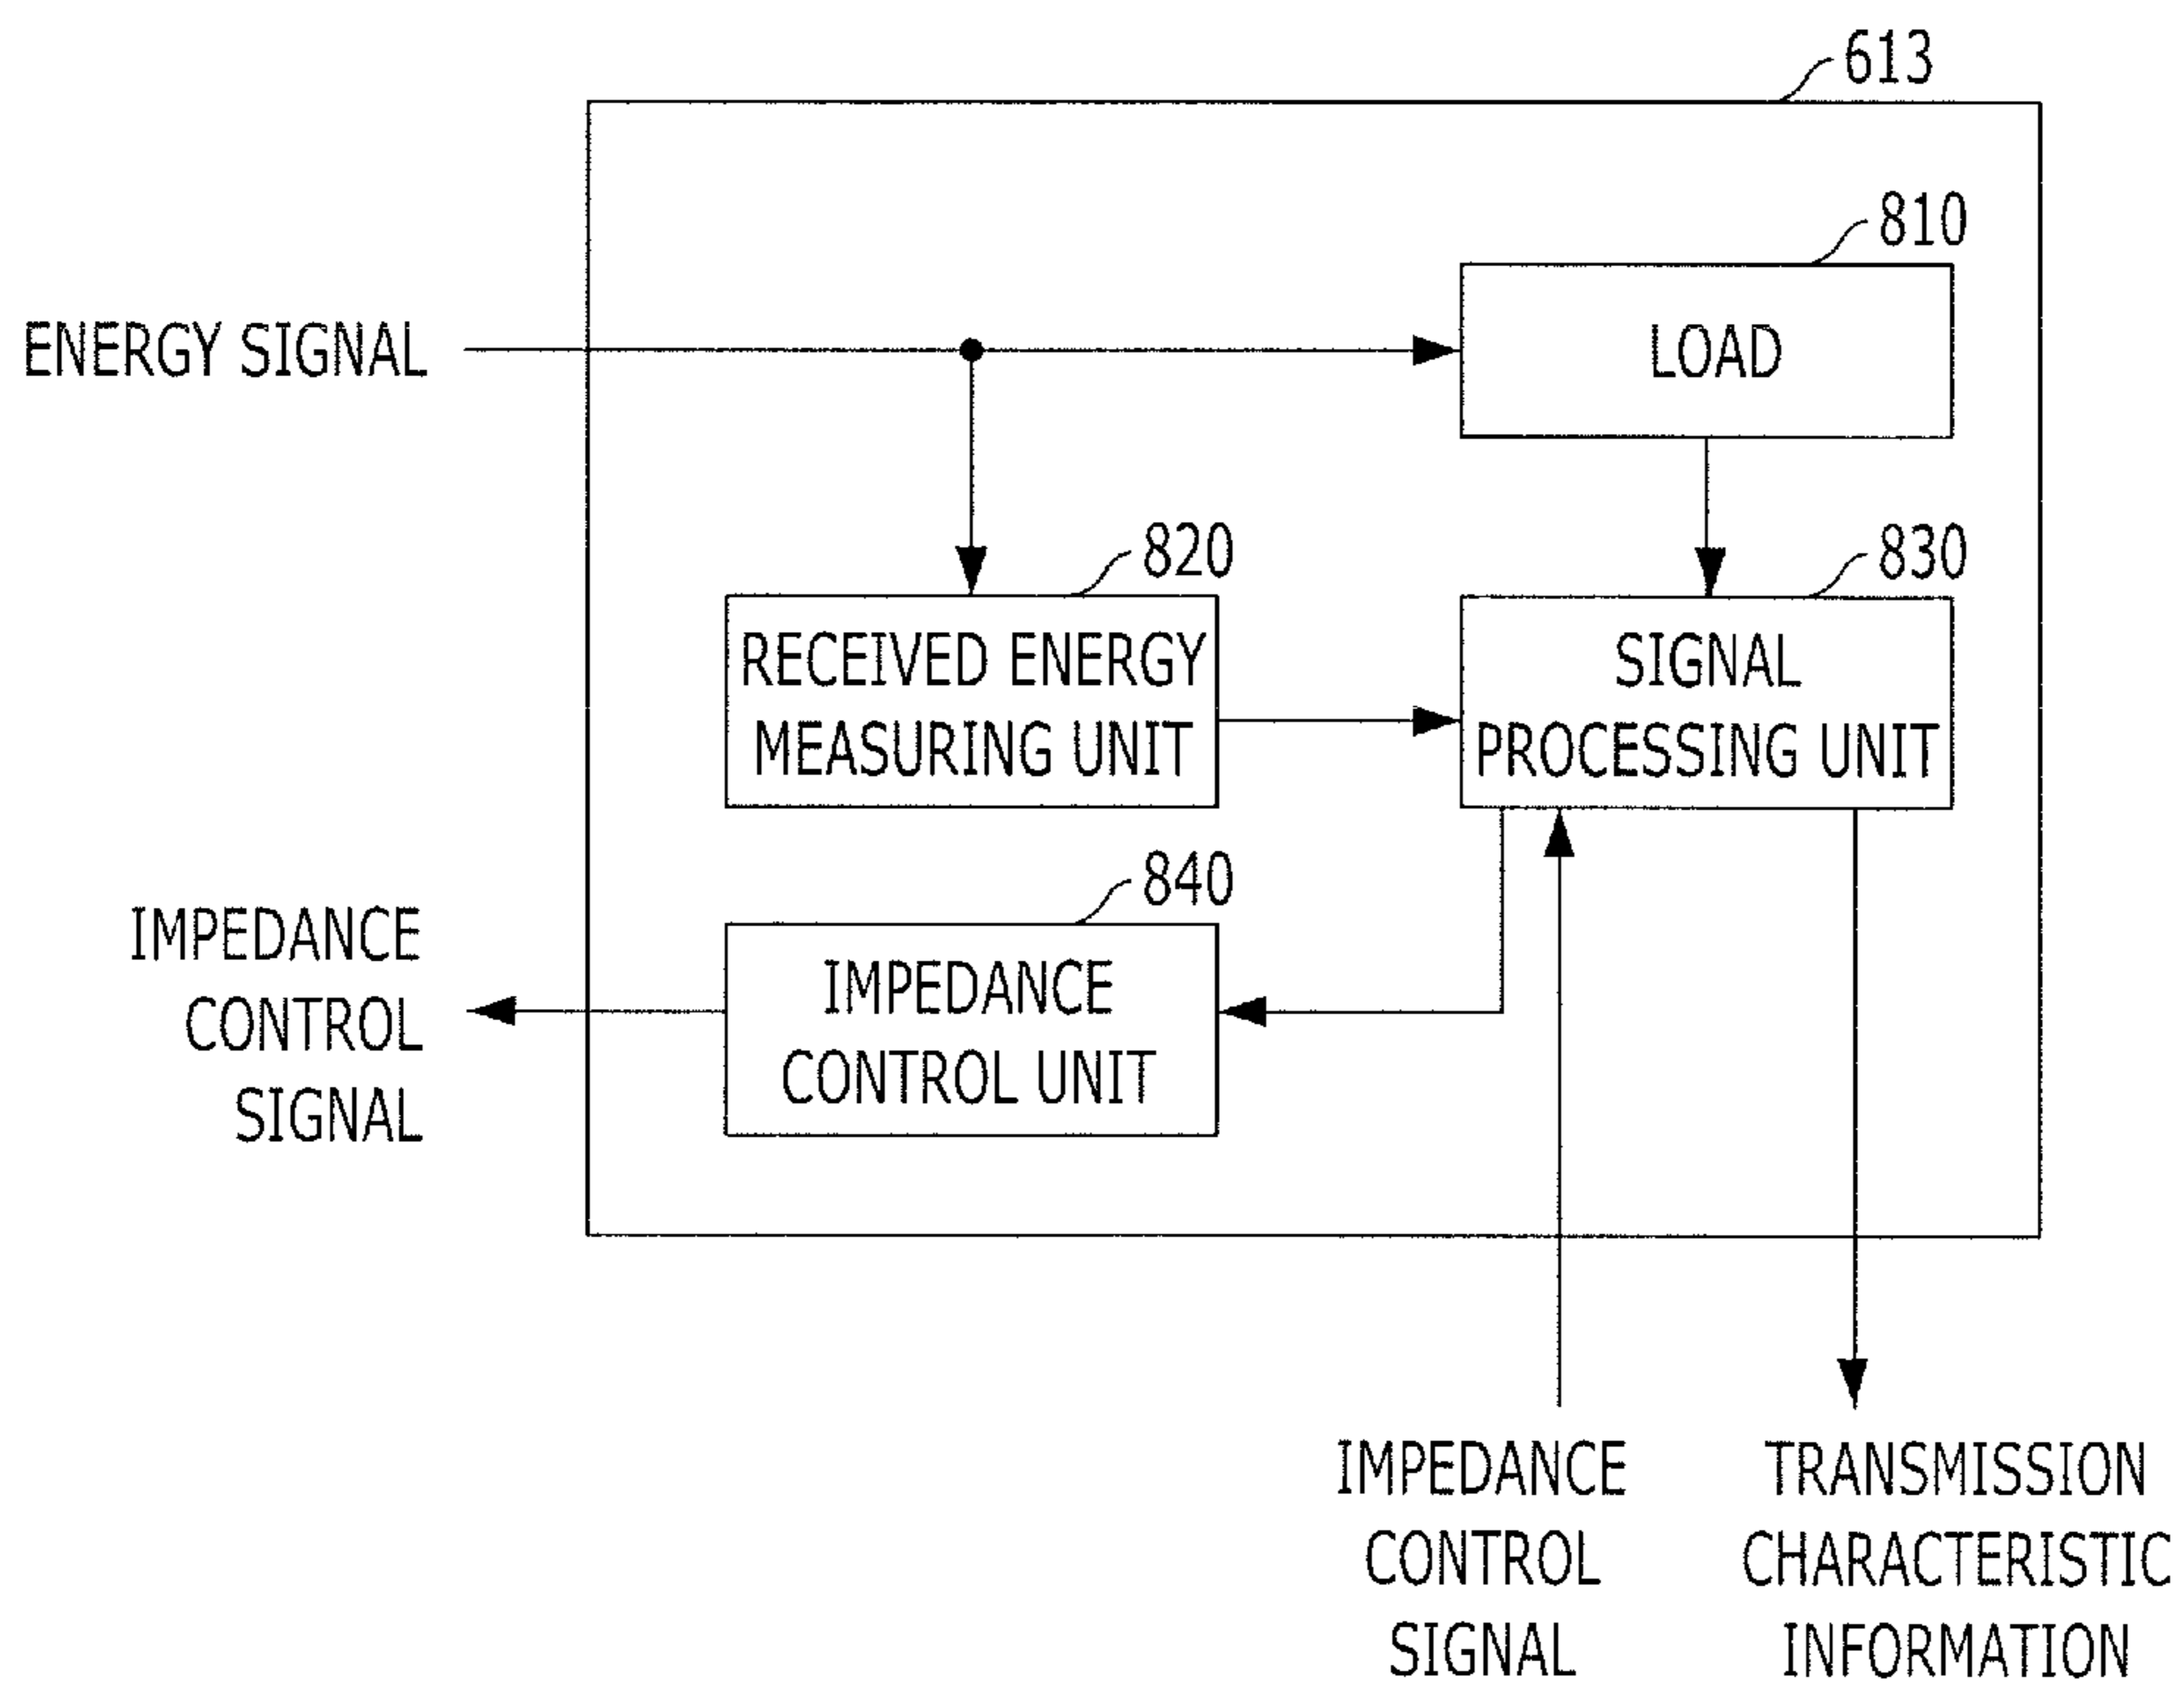 613
810
ENERGY SIGNAL
LOAD
820
830
RECEIVED ENERGY
MEASURING UNIT
SIGNAL
PROCESSING UNIT
840
IMPEDANCE
CONTROL
SIGNAL
IMPEDANCE
CONTROL UNIT
IMPEDANCE
CONTROL
SIGNAL
TRANSMISSION
CHARACTERISTIC
INFORMATION